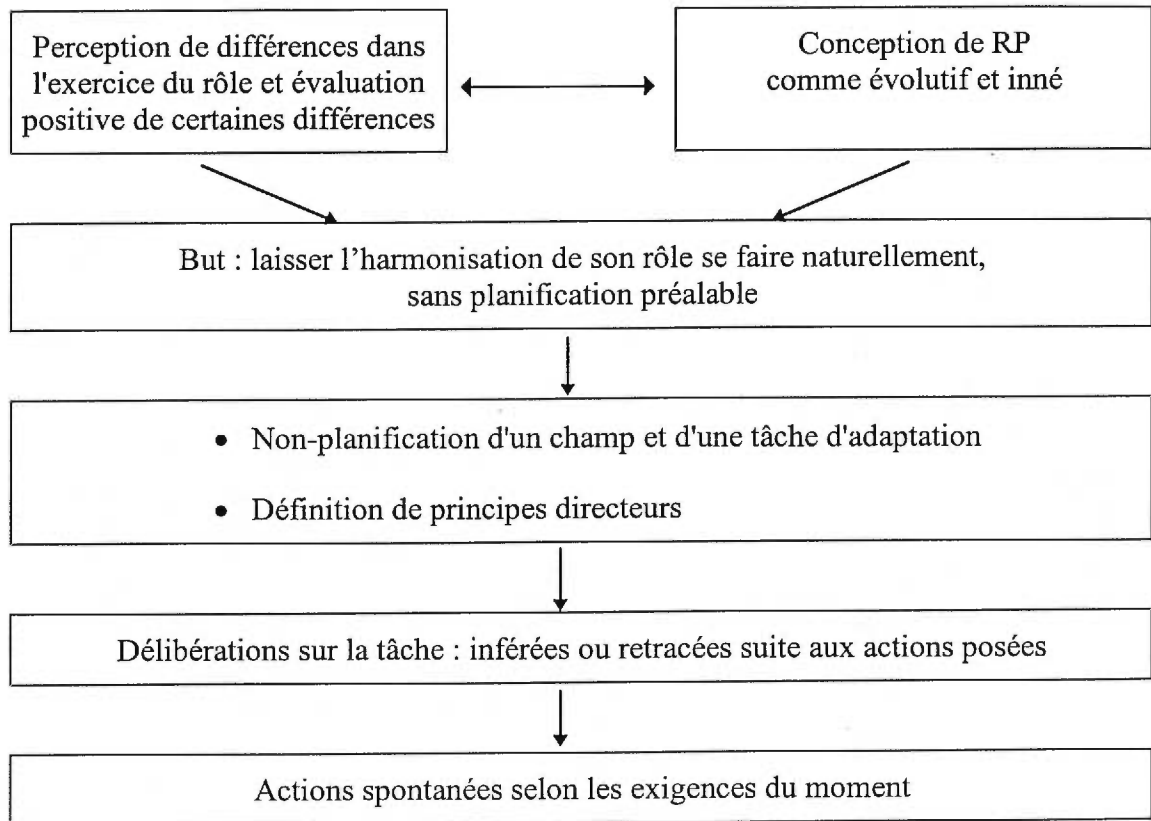 Perception de différences dans
l'exercice du rôle et évaluation
positive de certaines différences
Conception de RP
comme évolutif et inné
But : laisser l’harmonisation de son rôle se faire naturellement,
sans planification préalable
• Non-planification d'un champ et d'une tâche d'adaptation
• Définition de principes directeurs
Délibérations sur la tâche : inférées ou retracées suite aux actions posées
Actions spontanées selon les exigences du moment